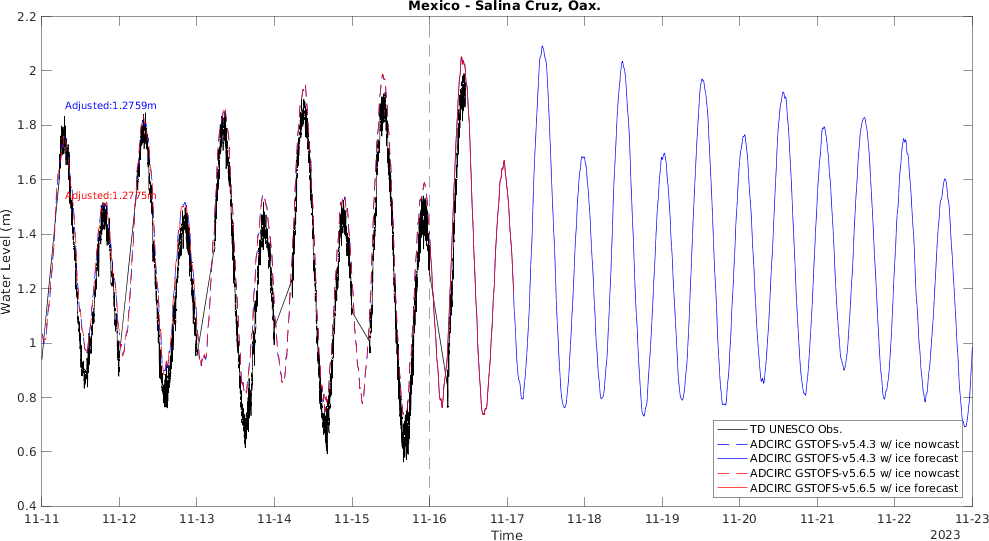 Mexico - Salina Cruz, Oax.
2.2
2
1.8
1.6
1.4
1.2
1
0.8
0.6
0.4
Water Level (m)
Adjusted:1.2759m
Adjusted:1.2775m
TD UNESCO Obs.
ADCIRC GSTOFS-v5.4.3 w/ ice nowcast
ADCIRC GSTOFS-v5.4.3 w/ ice forecast
ADCIRC GSTOFS-v5.6.5 w/ ice nowcast
ADCIRC GSTOFS-v5.6.5 w/ ice forecast
11-11 11-12 11-13 11-14 11-15 11-16 11-17 11-18 11-19 11-20 11-21 11-22 11-23
Time
2023